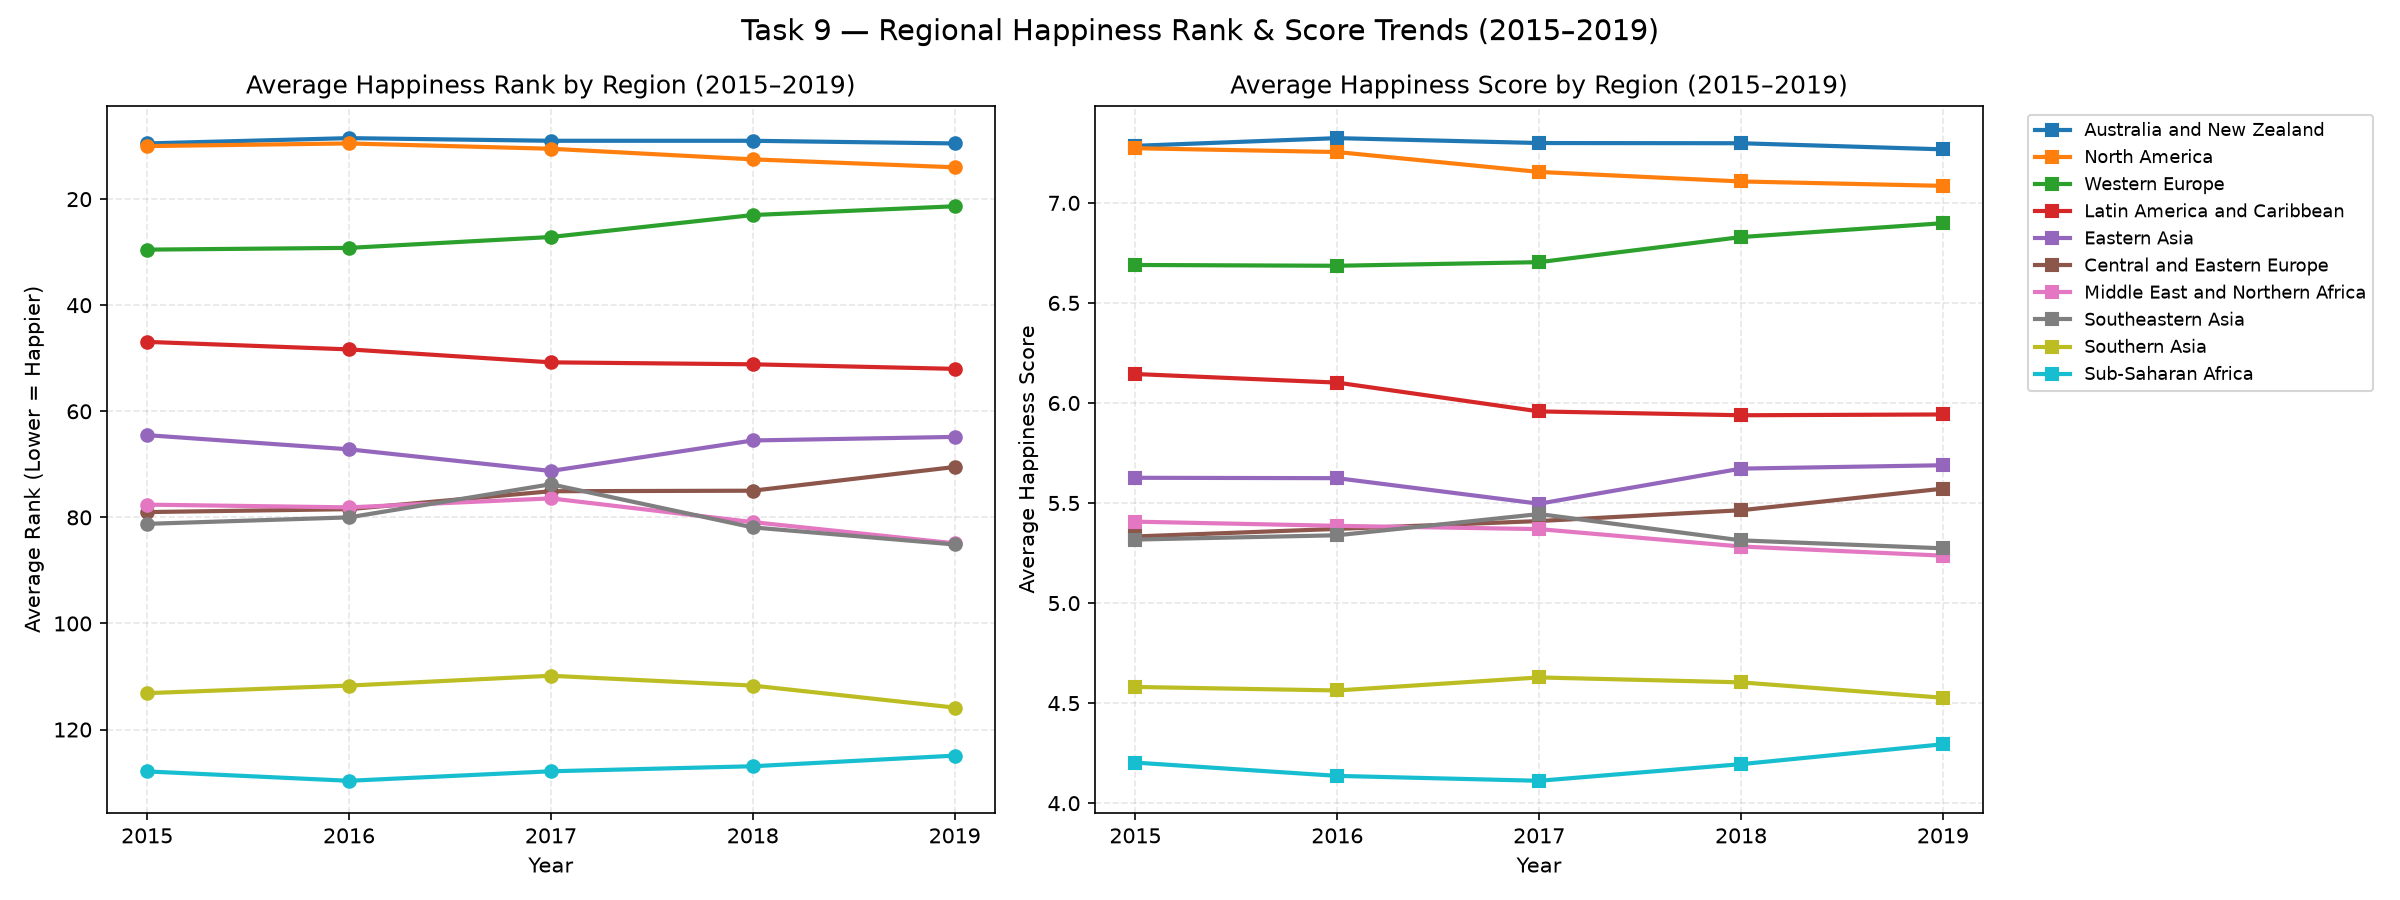 Task 9 — Regional Happiness Rank & Score Trends (2015–2019)
Average Happiness Rank by Region (2015–2019)
Average Rank (Lower = Happier)
20
40
60
80
100
120
2015
2016
2017
2018
2019
Year
Average Happiness Score by Region (2015–2019)
Average Happiness Score
7.0
6.5
6.0
5.5
5.0
4.5
4.0
2015
2016
2017
2018
2019
Year
Australia and New Zealand
North America
Western Europe
Latin America and Caribbean
Eastern Asia
Central and Eastern Europe
Middle East and Northern Africa
Southeastern Asia
Southern Asia
Sub-Saharan Africa